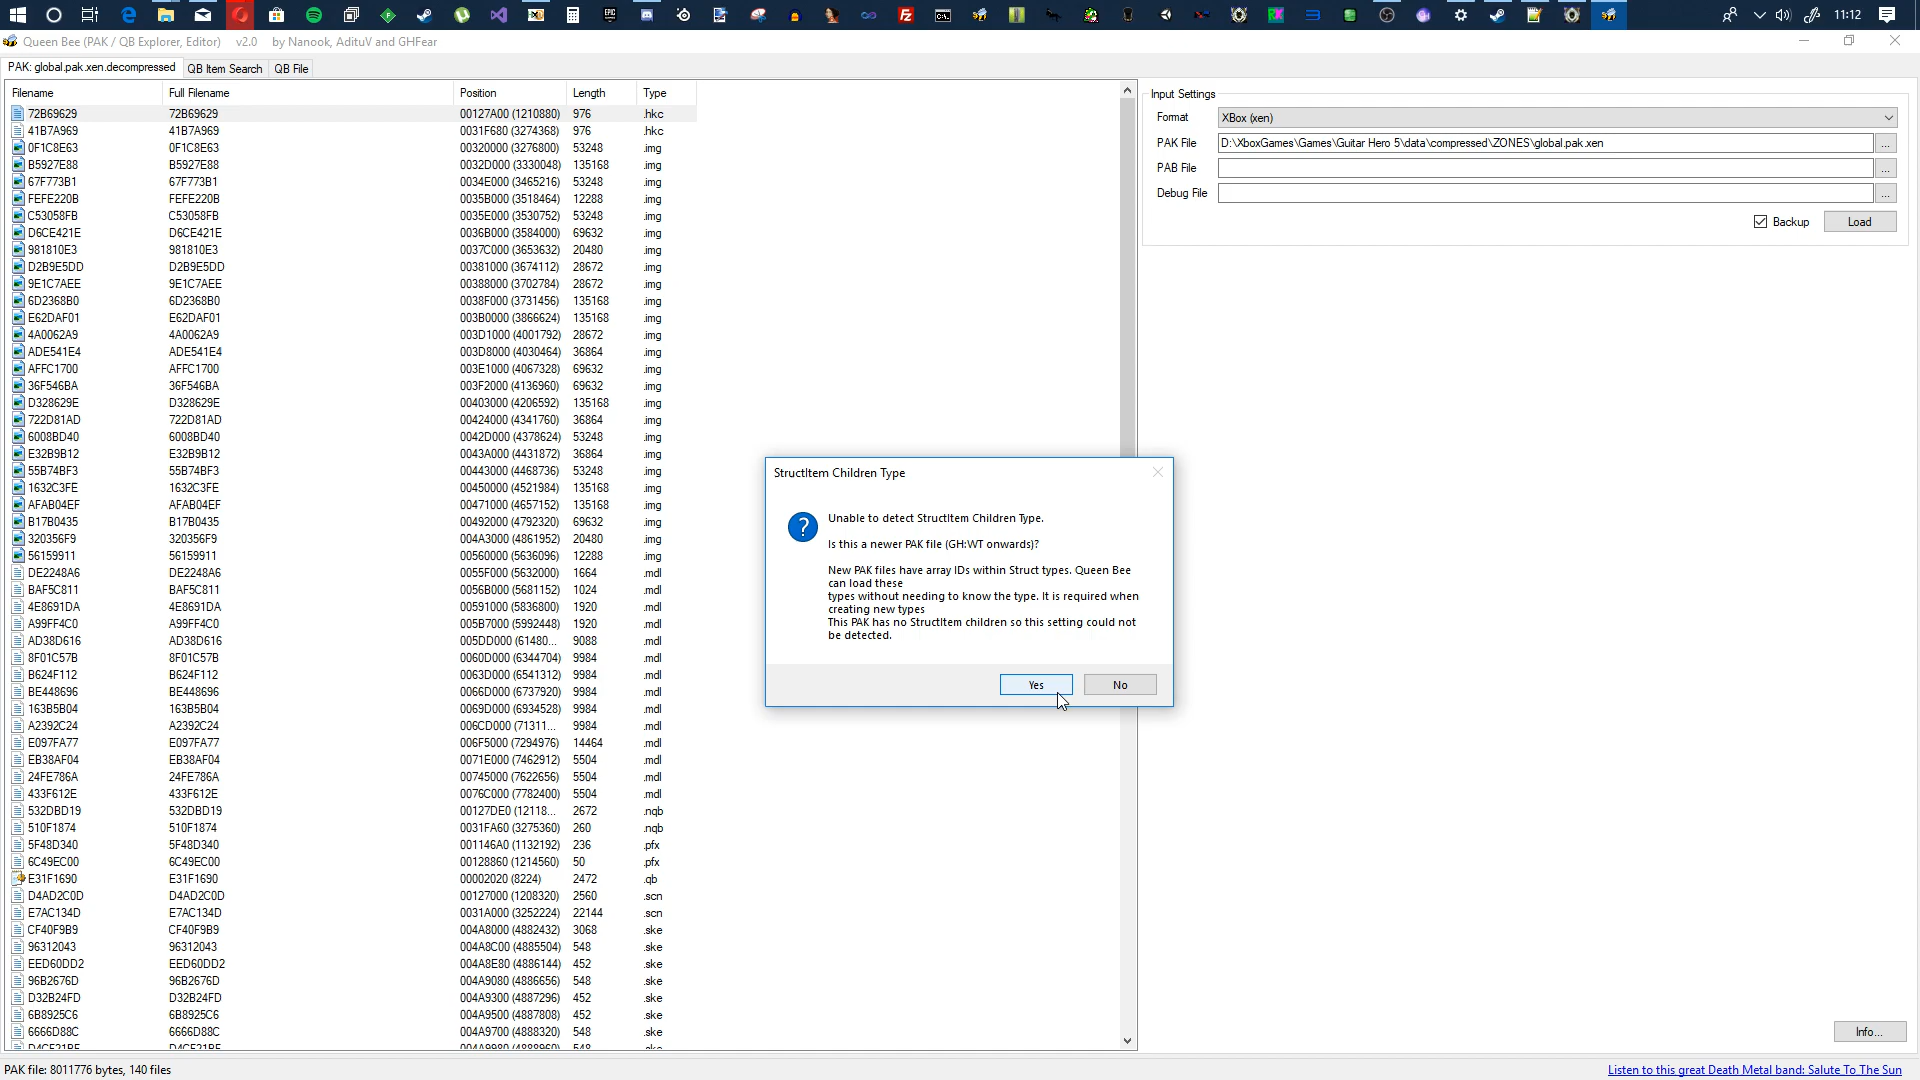 11:12
Queen Bee (PAK / QB Explorer, Editor) v2.0 by Nanook, AdituV and GHFear
PAK: global.pak.xen.decompressed QB Item Search QB File
Filename Full Filename Position Length Type
72B69629 72B69629 00127A00 (1210880) 976 .hkc
41B7A969 41B7A969 0031F680 (3274368) 976 .hkc
0F1C8E63 0F1C8E63 00320000 (3276800) 53248 .img
B5927E88 B5927E88 0032D000 (3330048) 135168 .img
67F773B1 67F773B1 0034E000 (3465216) 53248 .img
FEFE220B FEFE220B 0035B000 (3518464) 12288 .img
C53058FB C53058FB 0035E000 (3530752) 53248 .img
D6CE421E D6CE421E 0036B000 (3584000) 69632 .img
981810E3 981810E3 0037C000 (3653632) 20480 .img
D2B9E5DD D2B9E5DD 00381000 (3674112) 28672 .img
9E1C7AEE 9E1C7AEE 00388000 (3702784) 28672 .img
6D2368B0 6D2368B0 0038F000 (3731456) 135168 .img
E62DAF01 E62DAF01 003B0000 (3866624) 135168 .img
4A0062A9 4A0062A9 003D1000 (4001792) 28672 .img
ADE541E4 ADE541E4 003D8000 (4030464) 36864 .img
AFFC1700 AFFC1700 003E1000 (4067328) 69632 .img
36F546BA 36F546BA 003F2000 (4136960) 69632 .img
D328629E D328629E 00403000 (4206592) 135168 .img
722D81AD 722D81AD 00424000 (4341760) 36864 .img
6008BD40 6008BD40 0042D000 (4378624) 53248 .img
E32B9B12 E32B9B12 0043A000 (4431872) 36864 .img
55B74BF3 55B74BF3 00443000 (4468736) 53248 .img
1632C3FE 1632C3FE 00450000 (4521984) 135168 .img
AFAB04EF AFAB04EF 00471000 (4657152) 135168 .img
B17B0435 B17B0435 00492000 (4792320) 69632 .img
320356F9 320356F9 004A3000 (4861952) 20480 .img
56159911 56159911 00560000 (5636096) 12288 .img
DE2248A6 DE2248A6 0055F000 (5632000) 1664 .mdl
BAF5C811 BAF5C811 0056B000 (5681152) 1024 .mdl
4E8691DA 4E8691DA 00591000 (5836800) 1920 .mdl
A99FF4C0 A99FF4C0 005B7000 (5992448) 1920 .mdl
AD38D616 AD38D616 005DD000 (61480... 9088 .mdl
8F01C57B 8F01C57B 0060D000 (6344704) 9984 .mdl
B624F112 B624F112 0063D000 (6541312) 9984 .mdl
BE448696 BE448696 0066D000 (6737920) 9984 .mdl
163B5B04 163B5B04 0069D000 (6934528) 9984 .mdl
A2392C24 A2392C24 006CD000 (71311... 9984 .mdl
E097FA77 E097FA77 006F5000 (7294976) 14464 .mdl
EB38AF04 EB38AF04 0071E000 (7462912) 5504 .mdl
24FE786A 24FE786A 00745000 (7622656) 5504 .mdl
433F612E 433F612E 0076C000 (7782400) 5504 .mdl
532DBD19 532DBD19 00127DE0 (12118... 2672 .nqb
510F1874 510F1874 0031FA60 (3275360) 260 .nqb
5F48D340 5F48D340 001146A0 (1132192) 236 .pfx
6C49EC00 6C49EC00 00128860 (1214560) 50 .pfx
E31F1690 E31F1690 00002020 (8224) 2472 .qb
D4AD2C0D D4AD2C0D 00127000 (1208320) 2560 .scn
E7AC134D E7AC134D 0031A000 (3252224) 22144 .scn
CF40F9B9 CF40F9B9 004A8000 (4882432) 3068 .ske
96312043 96312043 004A8C00 (4885504) 548 .ske
EED60DD2 EED60DD2 004A8E80 (4886144) 452 .ske
96B2676D 96B2676D 004A9080 (4886656) 548 .ske
D32B24FD D32B24FD 004A9300 (4887296) 452 .ske
6B8925C6 6B8925C6 004A9500 (4887808) 452 .ske
6666D88C 6666D88C 004A9700 (4888320) 548 .ske
Input Settings
Format XBox (xen)
PAK File D:\XboxGames\Games\Guitar Hero 5\data\compressed\ZONES\global.pak.xen ...
PAB File ...
Debug File ...
Backup Load
StructItem Children Type
Unable to detect StructItem Children Type.
Is this a newer PAK file (GH:WT onwards)?
New PAK files have array IDs within Struct types. Queen Bee
can load these
types without needing to know the type. It is required when
creating new types
This PAK has no StructItem children so this setting could not
be detected.
Yes No
Info...
PAK file: 8011776 bytes, 140 files
Listen to this great Death Metal band: Salute To The Sun